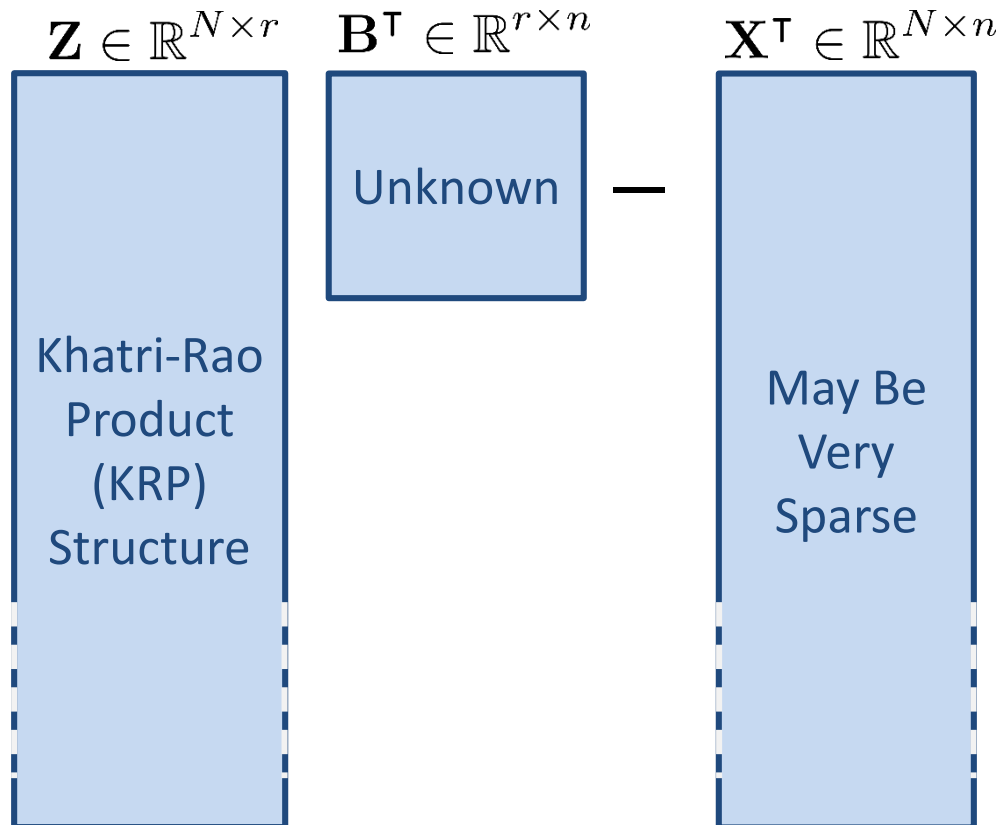 Z ∈ ℝ^{N×r} B^⊤ ∈ ℝ^{r×n} X^⊤ ∈ ℝ^{N×n}
Unknown
—
Khatri-Rao
Product
(KRP)
Structure
May Be
Very
Sparse